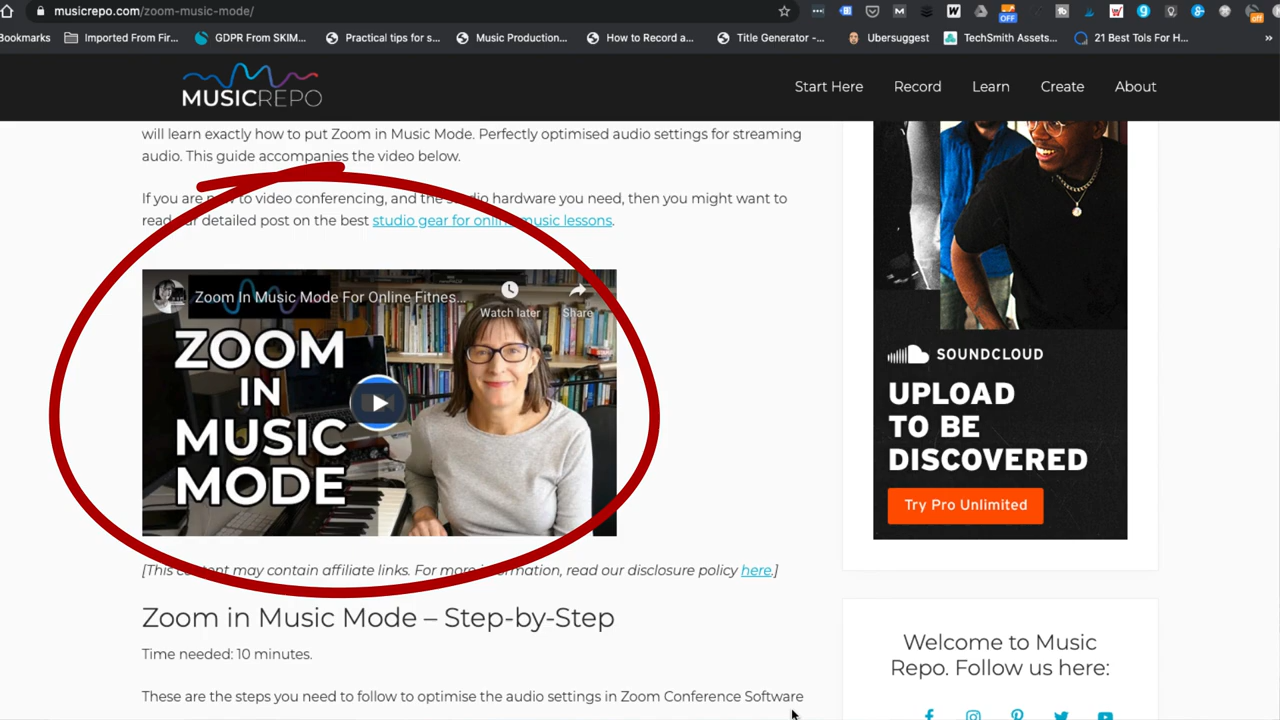 musicrepo.com/zoom-music-mode/
OFF
off
Bookmarks
Imported From Fir...
GDPR From SKIM...
Practical tips for s...
Music Production...
How to Record a...
Title Generator -...
Ubersuggest
TechSmith Assets...
21 Best Tols For H...
»
MUSICREPO
Start Here
Record
Learn
Create
About
will learn exactly how to put Zoom in Music Mode. Perfectly optimised audio settings for streaming
audio. This guide accompanies the video below.
If you are new to video conferencing, and the studio hardware you need, then you might want to
read our detailed post on the best studio gear for online music lessons.
Zoom In Music Mode For Online Fitnes...
Watch later
Share
ZOOM
IN
MUSIC
MODE
[This content may contain affiliate links. For more information, read our disclosure policy here.]
Zoom in Music Mode – Step-by-Step
Time needed: 10 minutes.
These are the steps you need to follow to optimise the audio settings in Zoom Conference Software
SOUNDCLOUD
UPLOAD
TO BE
DISCOVERED
Try Pro Unlimited
Welcome to Music
Repo. Follow us here: